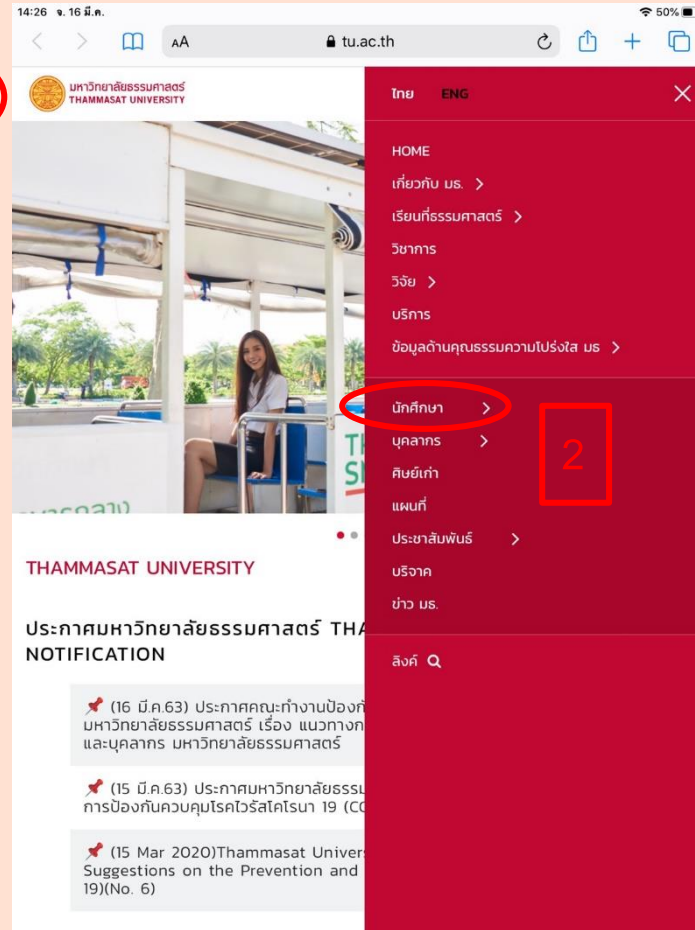 14:26 จ. 16 มี.ค.
50%
AA
tu.ac.th
มหาวิทยาลัยธรรมศาสตร์
THAMMASAT UNIVERSITY
ไทย ENG
HOME
เกี่ยวกับ มธ.
เรียนที่ธรรมศาสตร์
วิชาการ
วิจัย
บริการ
ข้อมูลด้านคุณธรรมความโปร่งใส มธ
นักศึกษา
บุคลากร
2
ศิษย์เก่า
แผนที่
ประชาสัมพันธ์
บริจาค
ข่าว มธ.
ลิงค์
THAMMASAT UNIVERSITY
ประกาศมหาวิทยาลัยธรรมศาสตร์ THA
NOTIFICATION
📌 (16 มี.ค.63) ประกาศคณะทำงานป้องกั
มหาวิทยาลัยธรรมศาสตร์ เรื่อง แนวทางก
และบุคลากร มหาวิทยาลัยธรรมศาสตร์
📌 (15 มี.ค.63) ประกาศมหาวิทยาลัยธรรม
การป้องกันควบคุมโรคไวรัสโคโรนา 19 (CO
📌 (15 Mar 2020)Thammasat Univer
Suggestions on the Prevention and
19)(No. 6)